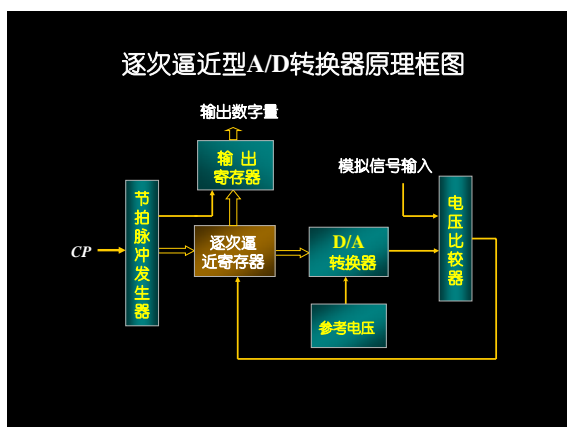 逐次逼近型A/D转换器原理框图
输出数字量
输 出
寄存器
模拟信号输入
节拍脉冲发生器
CP
逐次逼
近寄存器
D/A
转换器
电压比较器
参考电压